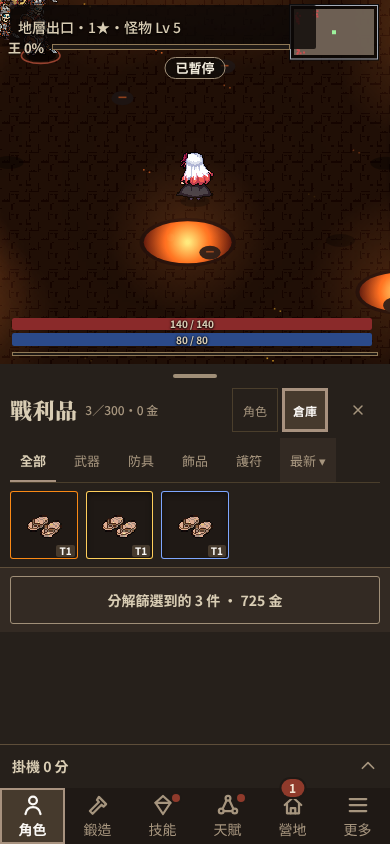 地層出口・1★・怪物 Lv 5
王 0%
已暫停
140 / 140
80 / 80
戰利品 3／300・0 金 角色 倉庫 ×
全部 武器 防具 飾品 護符 最新 ▾
T1 T1 T1
分解篩選到的 3 件 ・ 725 金
掛機 0 分
1
角色 鍛造 技能 天賦 營地 更多